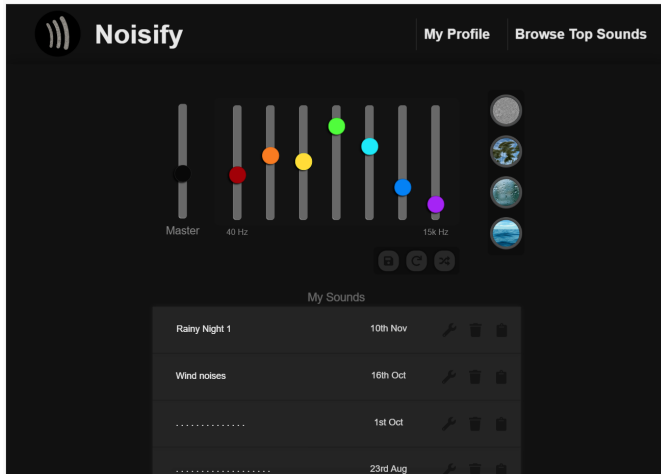 Noisify
My Profile
Browse Top Sounds
Master
40 Hz
15k Hz
My Sounds
Rainy Night 1
10th Nov
Wind noises
16th Oct
. . . . . . . . . . . . . .
1st Oct
. . . . . . . . . . . . . . . . . . .
23rd Aug